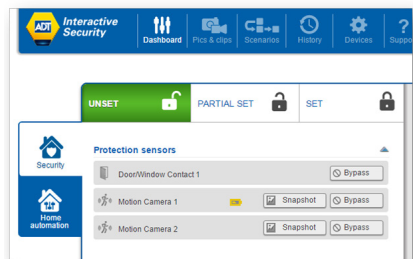 ADT
Interactive
Security
Dashboard
Pics & clips
Scenarios
History
Devices
Suppo
UNSET
PARTIAL SET
SET
Security
Home
automation
Protection sensors
Door/Window Contact 1
Bypass
Motion Camera 1
Snapshot
Bypass
Motion Camera 2
Snapshot
Bypass